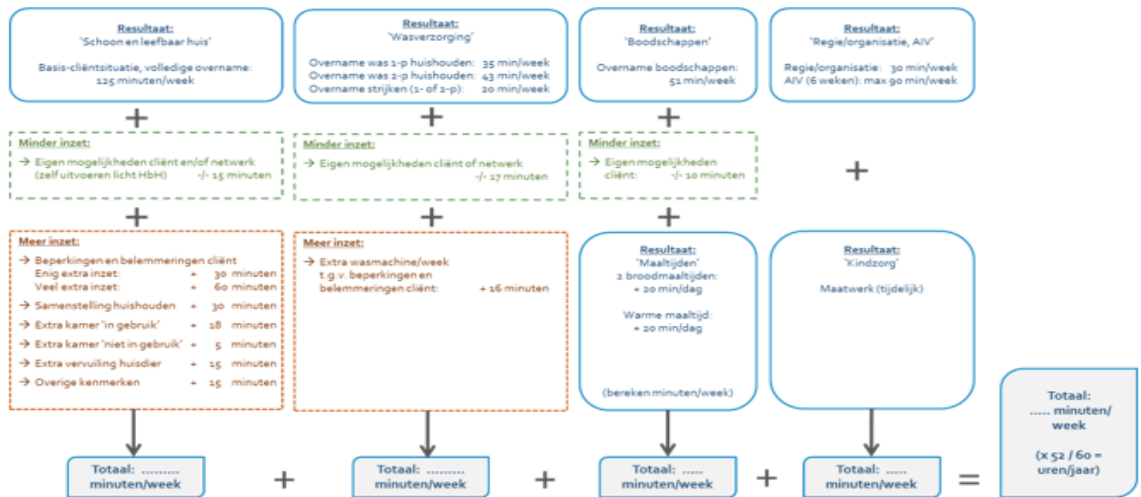 Resultaat:
'Schoon en leefbaar huis'
Basis-cliëntsituatie, volledige overname:
125 minuten/week
Resultaat:
'Wasverzorging'
Overname was 1-p huishouden: 35 min/week
Overname was 2-p huishouden: 43 min/week
Overname strijken (1- of 2-p): 20 min/week
Resultaat:
'Boodschappen'
Overname boodschappen:
51 min/week
Resultaat:
'Regie/organisatie, AIV'
Regie/organisatie: 30 min/week
AIV (6 weken): max 90 min/week
+
+
+
Minder inzet:
→ Eigen mogelijkheden cliënt en/of netwerk
(zelf uitvoeren licht HbH) -/- 15 minuten
Minder inzet:
→ Eigen mogelijkheden cliënt of netwerk
-/- 17 minuten
Minder inzet:
→ Eigen mogelijkheden
cliënt: -/- 10 minuten
+
+
+
+
Meer inzet:
→ Beperkingen en belemmeringen cliënt
Enig extra inzet: + 30 minuten
Veel extra inzet: + 60 minuten
→ Samenstelling huishouden + 30 minuten
→ Extra kamer 'in gebruik' + 18 minuten
→ Extra kamer 'niet in gebruik' + 5 minuten
→ Extra vervuiling huisdier + 15 minuten
→ Overige kenmerken + 15 minuten
Meer inzet:
→ Extra wasmachine/week
t.g.v. beperkingen en
belemmeringen cliënt: + 16 minuten
Resultaat:
'Maaltijden'
2 broodmaaltijden:
+ 20 min/dag
Warme maaltijd:
+ 20 min/dag
(bereken minuten/week)
Resultaat:
'Kindzorg'
Maatwerk (tijdelijk)
Totaal: .........
minuten/week
+
Totaal: .........
minuten/week
+
Totaal: .....
minuten/week
+
Totaal: .....
minuten/week
=
Totaal:
..... minuten/
week
(x 52 / 60 =
uren/jaar)